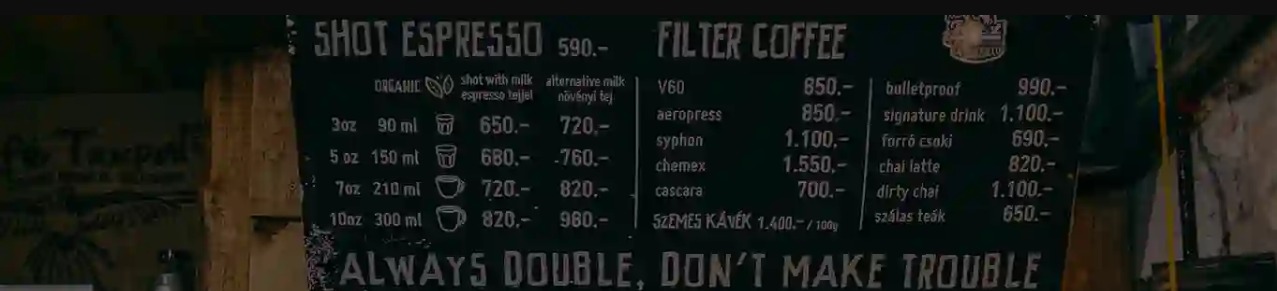 SHOT ESPRESSO 590.-
ORGANIC shot with milk alternative milk
espresso tejjel növényi tej
3oz 90 ml 650.- 720.-
5 oz 150 ml 680.- -760.-
7oz 210 ml 720.- 820.-
10oz 300 ml 820.- 960.-
FILTER COFFEE
V60 850.-
aeropress 850.-
syphon 1.100.-
chemex 1.550.-
cascara 700.-
SZEMES KÁVÉK 1.400.- / 100g
bulletproof 990.-
signature drink 1.100.-
forró csoki 690.-
chai latte 820.-
dirty chai 1.100.-
szálas teák 650.-
ALWAYS DOUBLE, DON'T MAKE TROUBLE